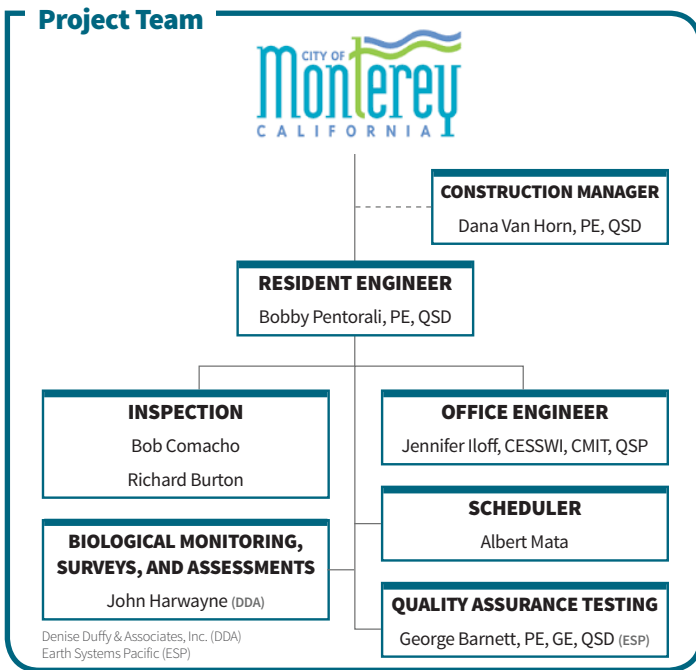 Project Team
CITY OF
Monterey
CALIFORNIA
CONSTRUCTION MANAGER
Dana Van Horn, PE, QSD
RESIDENT ENGINEER
Bobby Pentorali, PE, QSD
INSPECTION
Bob Comacho
Richard Burton
OFFICE ENGINEER
Jennifer Iloff, CESSWI, CMIT, QSP
SCHEDULER
Albert Mata
BIOLOGICAL MONITORING,
SURVEYS, AND ASSESSMENTS
John Harwayne (DDA)
QUALITY ASSURANCE TESTING
George Barnett, PE, GE, QSD (ESP)
Denise Duffy & Associates, Inc. (DDA)
Earth Systems Pacific (ESP)